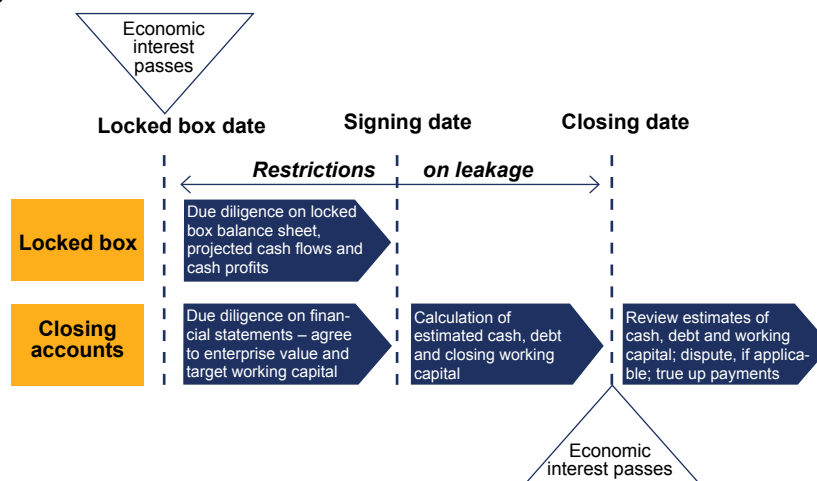 Economic
interest
passes
Locked box date
Signing date
Closing date
Restrictions on leakage
Locked box
Due diligence on locked
box balance sheet,
projected cash flows and
cash profits
Closing
accounts
Due diligence on finan-
cial statements – agree
to enterprise value and
target working capital
Calculation of
estimated cash, debt
and closing working
capital
Review estimates of
cash, debt and working
capital; dispute, if applica-
ble; true up payments
Economic
interest passes